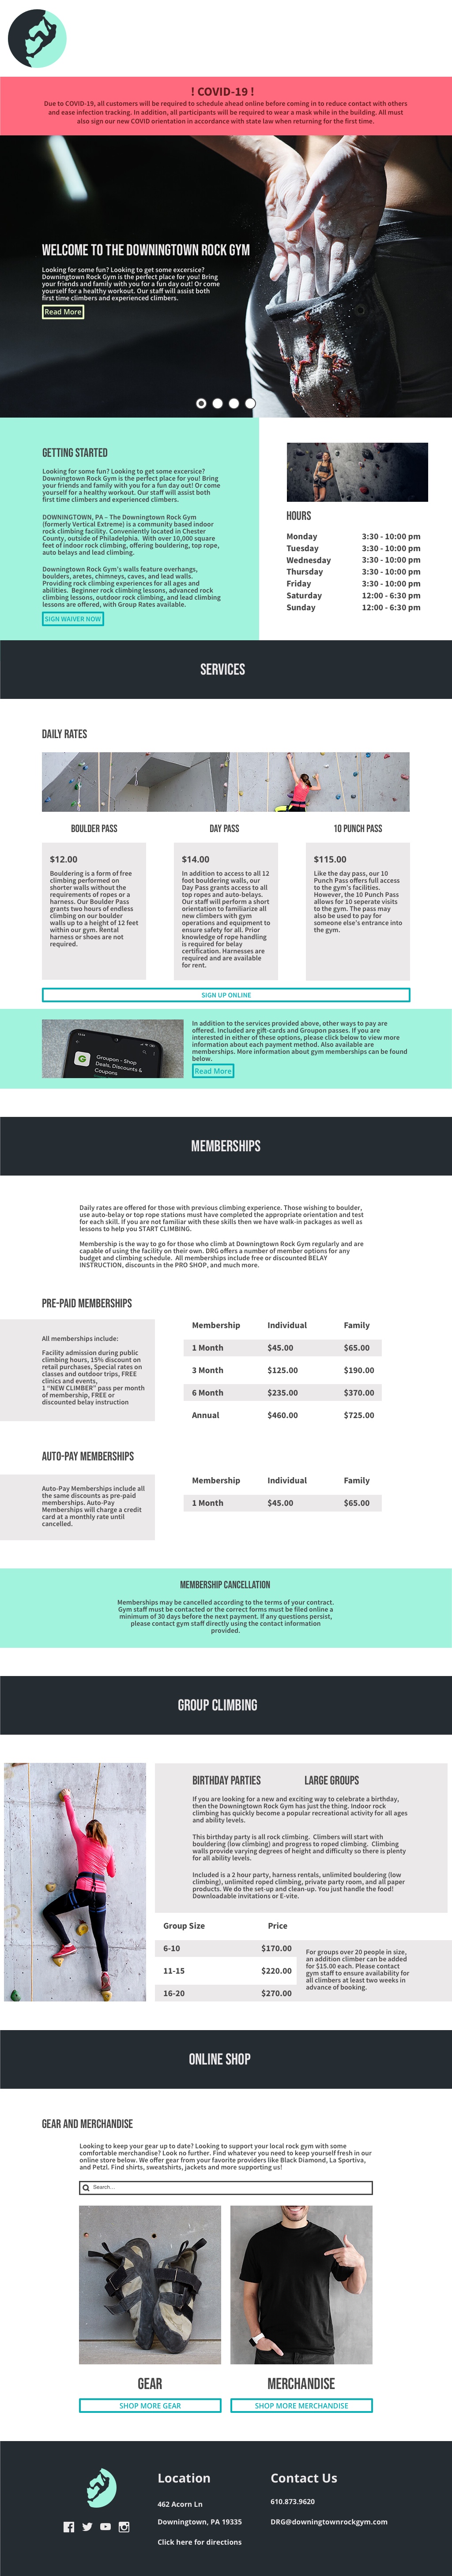 ! COVID-19 !
Due to COVID-19, all customers will be required to schedule ahead online before coming in to reduce contact with others
and ease infection tracking. In addition, all participants will be required to wear a mask while in the building. All must
also sign our new COVID orientation in accordance with state law when returning for the first time.
WELCOME TO THE DOWNINGTOWN ROCK GYM
Looking for some fun? Looking to get some excersice?
Downingtown Rock Gym is the perfect place for you! Bring
your friends and family with you for a fun day out! Or come
yourself for a healthy workout. Our staff will assist both
first time climbers and experienced climbers.
Read More
GETTING STARTED
Looking for some fun? Looking to get some excersice?
Downingtown Rock Gym is the perfect place for you! Bring
your friends and family with you for a fun day out! Or come
yourself for a healthy workout. Our staff will assist both
first time climbers and experienced climbers.
DOWNINGTOWN, PA – The Downingtown Rock Gym
(formerly Vertical Extreme) is a community based indoor
rock climbing facility. Conveniently located in Chester
County, outside of Philadelphia. With over 10,000 square
feet of indoor rock climbing, offering bouldering, top rope,
auto belays and lead climbing.
Downingtown Rock Gym's walls feature overhangs,
boulders, aretes, chimneys, caves, and lead walls.
Providing rock climbing experiences for all ages and
abilities. Beginner rock climbing lessons, advanced rock
climbing lessons, outdoor rock climbing, and lead climbing
lessons are offered, with Group Rates available.
SIGN WAIVER NOW
HOURS
Monday 3:30 - 10:00 pm
Tuesday 3:30 - 10:00 pm
Wednesday 3:30 - 10:00 pm
Thursday 3:30 - 10:00 pm
Friday 3:30 - 10:00 pm
Saturday 12:00 - 6:30 pm
Sunday 12:00 - 6:30 pm
SERVICES
DAILY RATES
BOULDER PASS
$12.00
Bouldering is a form of free
climbing performed on
shorter walls without the
requirements of ropes or a
harness. Our Boulder Pass
grants two hours of endless
climbing on our boulder
walls up to a height of 12 feet
within our gym. Rental
harness or shoes are not
required.
DAY PASS
$14.00
In addition to access to all 12
foot bouldering walls, our
Day Pass grants access to all
top ropes and auto-belays.
Our staff will perform a short
orientation to familiarize all
new climbers with gym
operations and equipment to
ensure safety for all. Prior
knowledge of rope handling
is required for belay
certification. Harnesses are
required and are available
for rent.
10 PUNCH PASS
$115.00
Like the day pass, our 10
Punch Pass offers full access
to the gym's facilities.
However, the 10 Punch Pass
allows for 10 seperate visits
to the gym. The pass may
also be used to pay for
someone else's entrance into
the gym.
SIGN UP ONLINE
Groupon - Shop
Deals, Discounts &
Coupons
In addition to the services provided above, other ways to pay are
offered. Included are gift-cards and Groupon passes. If you are
interested in either of these options, please click below to view more
information about each payment method. Also available are
memberships. More information about gym memberships can be found
below.
Read More
MEMBERSHIPS
Daily rates are offered for those with previous climbing experience. Those wishing to boulder,
use auto-belay or top rope stations must have completed the appropriate orientation and test
for each skill. If you are not familiar with these skills then we have walk-in packages as well as
lessons to help you START CLIMBING.
Membership is the way to go for those who climb at Downingtown Rock Gym regularly and are
capable of using the facility on their own. DRG offers a number of member options for any
budget and climbing schedule. All memberships include free or discounted BELAY
INSTRUCTION, discounts in the PRO SHOP, and much more.
PRE-PAID MEMBERSHIPS
All memberships include:
Facility admission during public
climbing hours, 15% discount on
retail purchases, Special rates on
classes and outdoor trips, FREE
clinics and events,
1 "NEW CLIMBER" pass per month
of membership, FREE or
discounted belay instruction
Membership Individual Family
1 Month $45.00 $65.00
3 Month $125.00 $190.00
6 Month $235.00 $370.00
Annual $460.00 $725.00
AUTO-PAY MEMBERSHIPS
Auto-Pay Memberships include all
the same discounts as pre-paid
memberships. Auto-Pay
Memberships will charge a credit
card at a monthly rate until
cancelled.
Membership Individual Family
1 Month $45.00 $65.00
MEMBERSHIP CANCELLATION
Memberships may be cancelled according to the terms of your contract.
Gym staff must be contacted or the correct forms must be filed online a
minimum of 30 days before the next payment. If any questions persist,
please contact gym staff directly using the contact information
provided.
GROUP CLIMBING
BIRTHDAY PARTIES LARGE GROUPS
If you are looking for a new and exciting way to celebrate a birthday,
then the Downingtown Rock Gym has just the thing. Indoor rock
climbing has quickly become a popular recreational activity for all ages
and ability levels.
This birthday party is all rock climbing. Climbers will start with
bouldering (low climbing) and progress to roped climbing. Climbing
walls provide varying degrees of height and difficulty so there is plenty
for all ability levels.
Included is a 2 hour party, harness rentals, unlimited bouldering (low
climbing), unlimited roped climbing, private party room, and all paper
products. We do the set-up and clean-up. You just handle the food!
Downloadable invitations or E-vite.
Group Size Price
6-10 $170.00
11-15 $220.00
16-20 $270.00
For groups over 20 people in size,
an addition climber can be added
for $15.00 each. Please contact
gym staff to ensure availability for
all climbers at least two weeks in
advance of booking.
ONLINE SHOP
GEAR AND MERCHANDISE
Looking to keep your gear up to date? Looking to support your local rock gym with some
comfortable merchandise? Look no further. Find whatever you need to keep yourself fresh in our
online store below. We offer gear from your favorite providers like Black Diamond, La Sportiva,
and Petzl. Find shirts, sweatshirts, jackets and more supporting us!
Search...
GEAR
SHOP MORE GEAR
MERCHANDISE
SHOP MORE MERCHANDISE
Location
462 Acorn Ln
Downingtown, PA 19335
Click here for directions
Contact Us
610.873.9620
DRG@downingtownrockgym.com